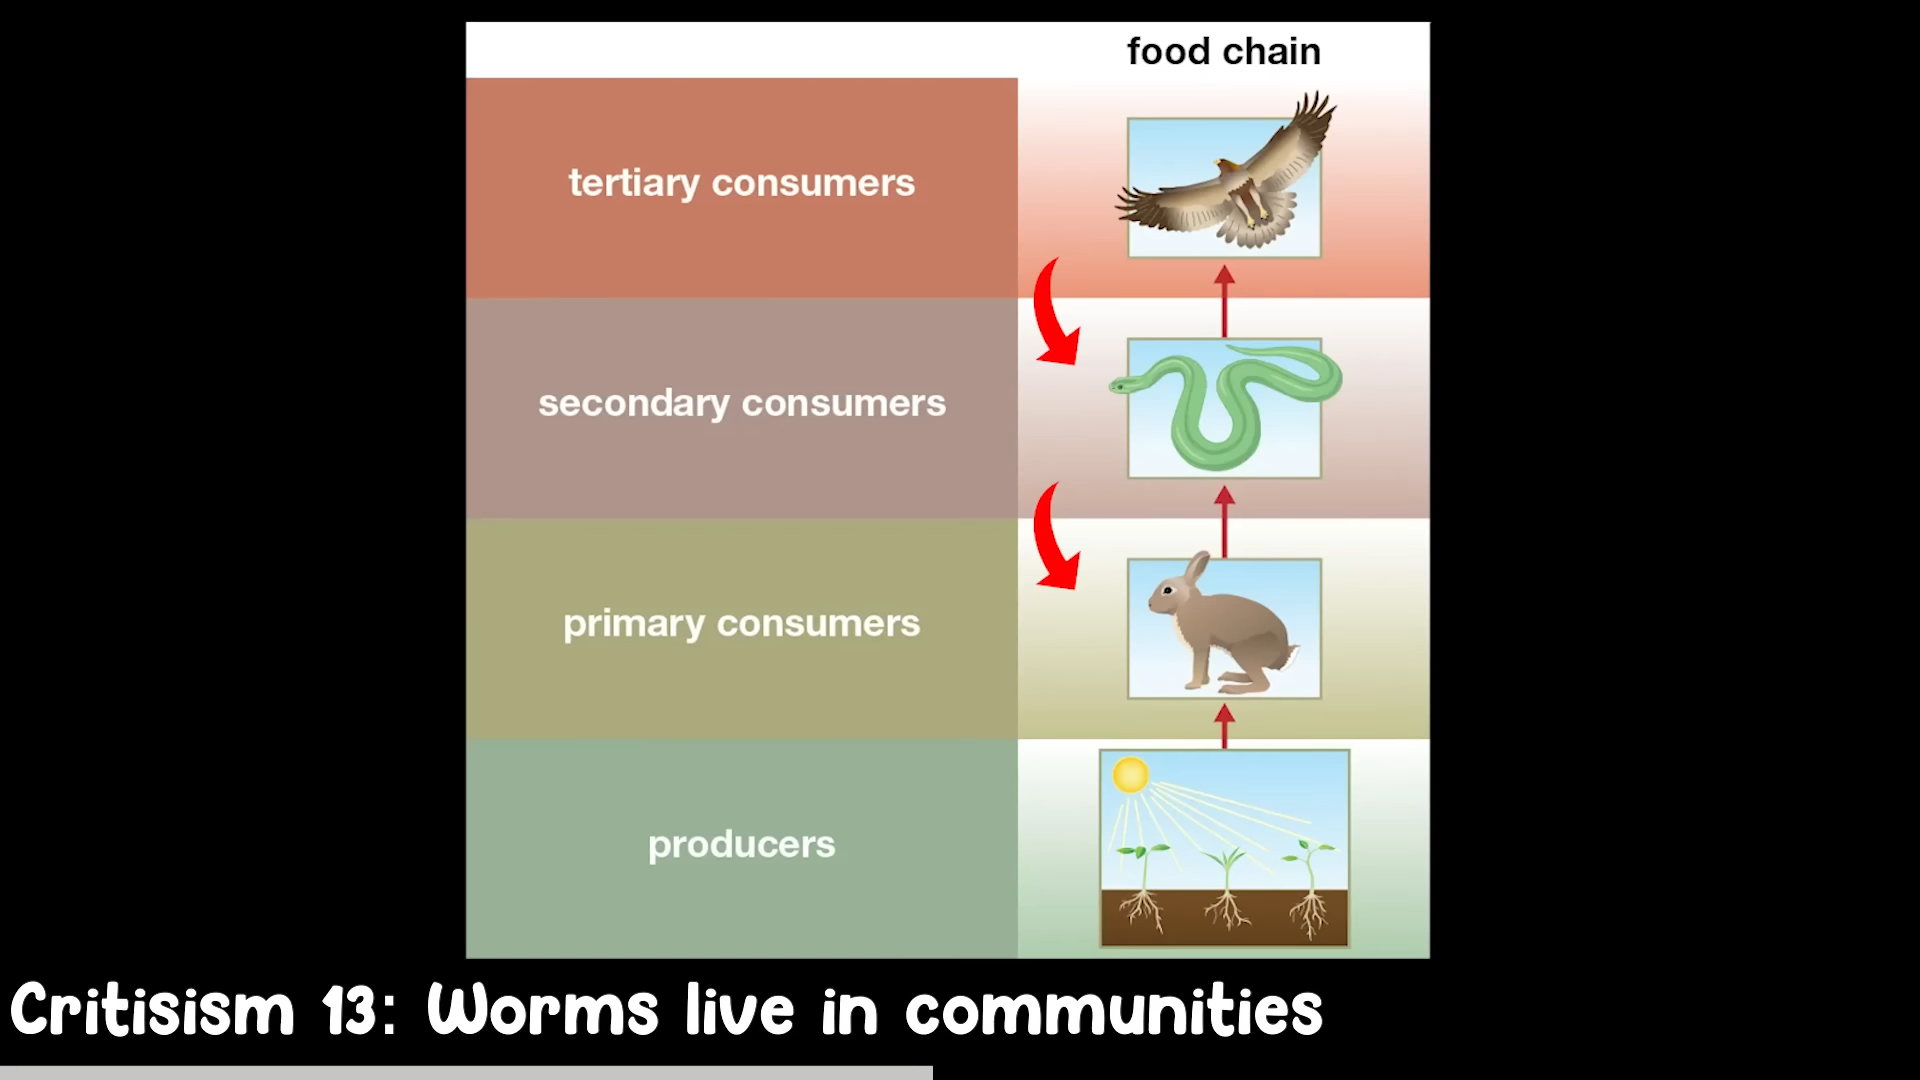 food chain
tertiary consumers
secondary consumers
primary consumers
producers
Critisism 13: Worms live in communities